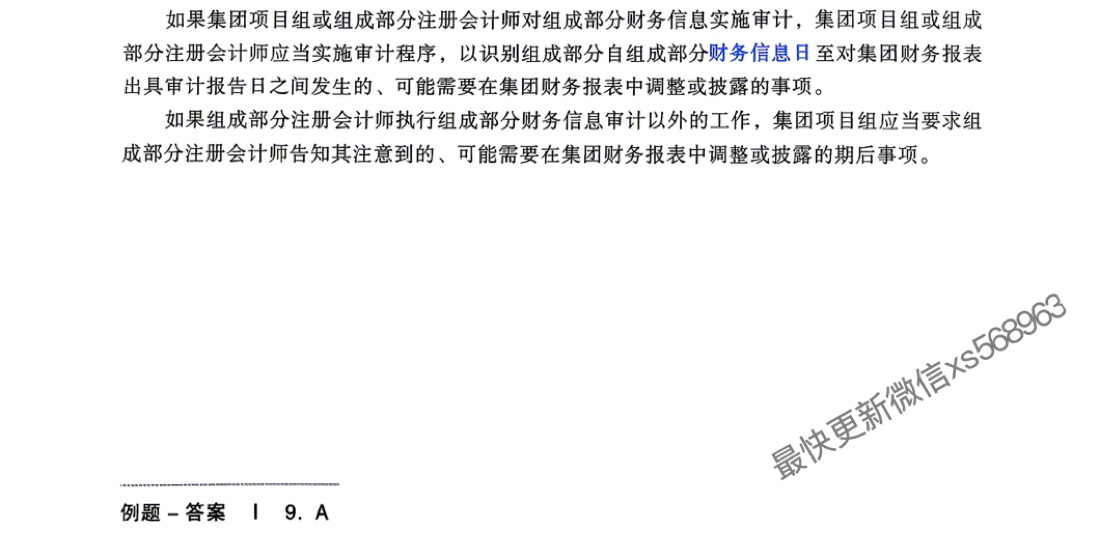 如果集团项目组或组成部分注册会计师对组成部分财务信息实施审计，集团项目组或组成
部分注册会计师应当实施审计程序，以识别组成部分自组成部分财务信息日至对集团财务报表
出具审计报告日之间发生的、可能需要在集团财务报表中调整或披露的事项。
如果组成部分注册会计师执行组成部分财务信息审计以外的工作，集团项目组应当要求组
成部分注册会计师告知其注意到的、可能需要在集团财务报表中调整或披露的期后事项。
最快更新微信xs568963
例题 – 答案 | 9. A